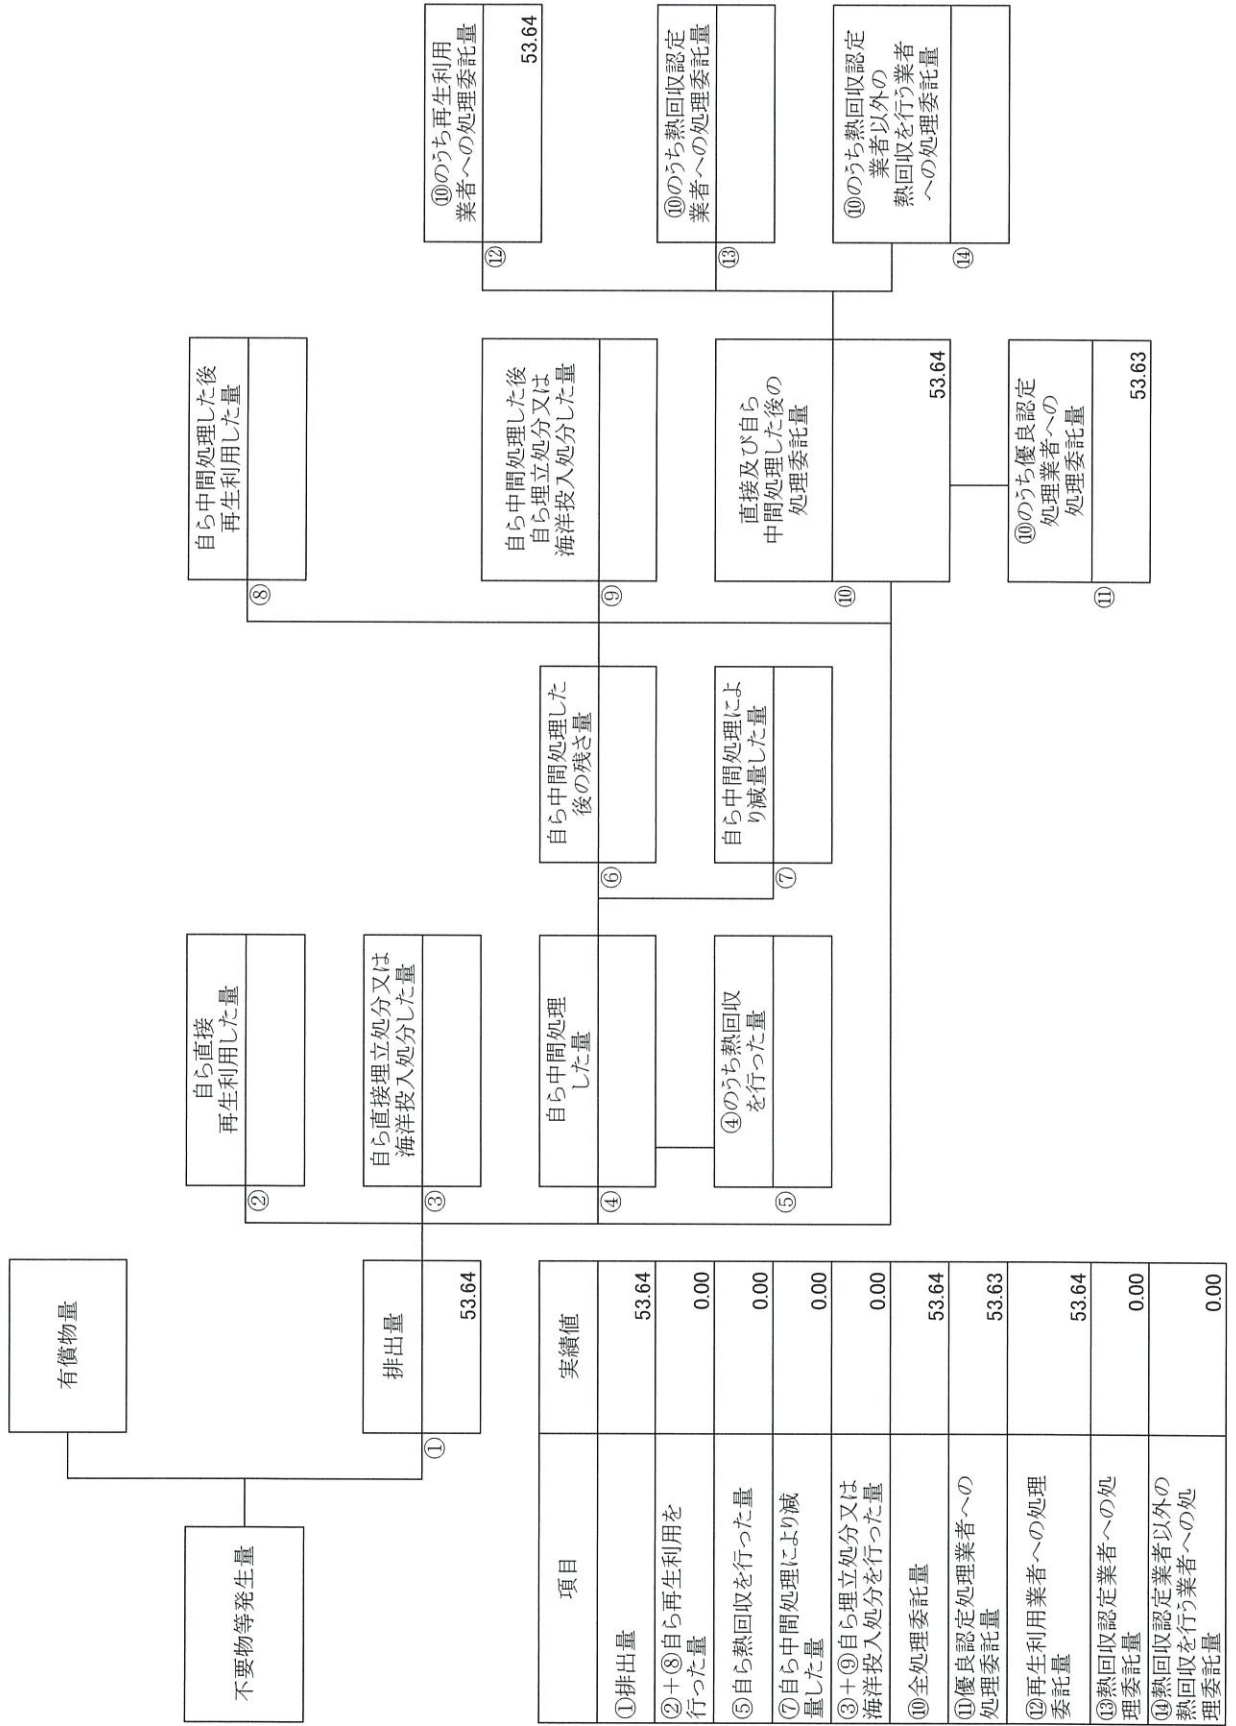 不要物等発生量
有償物量
①
排出量
53.64
②
自ら直接
再生利用した量
③
自ら直接埋立処分又は
海洋投入処分した量
④
自ら中間処理
した量
⑤
④のうち熱回収
を行った量
⑥
自ら中間処理した
後の残さ量
⑦
自ら中間処理によ
り減量した量
⑧
自ら中間処理した後
再生利用した量
⑨
自ら中間処理した後
自ら埋立処分又は
海洋投入処分した量
⑩
直接及び自ら
中間処理した後の
処理委託量
53.64
⑪
⑩のうち優良認定
処理業者への
処理委託量
53.63
⑫
⑩のうち再生利用
業者への処理委託量
53.64
⑬
⑩のうち熱回収認定
業者への処理委託量
⑭
⑩のうち熱回収認定
業者以外の
熱回収を行う業者
への処理委託量
項目 実績値
①排出量 53.64
②+⑧自ら再生利用を
行った量 0.00
⑤自ら熱回収を行った量 0.00
⑦自ら中間処理により減
量した量 0.00
③+⑨自ら埋立処分又は
海洋投入処分を行った量 0.00
⑩全処理委託量 53.64
⑪優良認定処理業者への
処理委託量 53.63
⑫再生利用業者への処理
委託量 53.64
⑬熱回収認定業者への処
理委託量 0.00
⑭熱回収認定業者以外の
熱回収を行う業者への処
理委託量 0.00